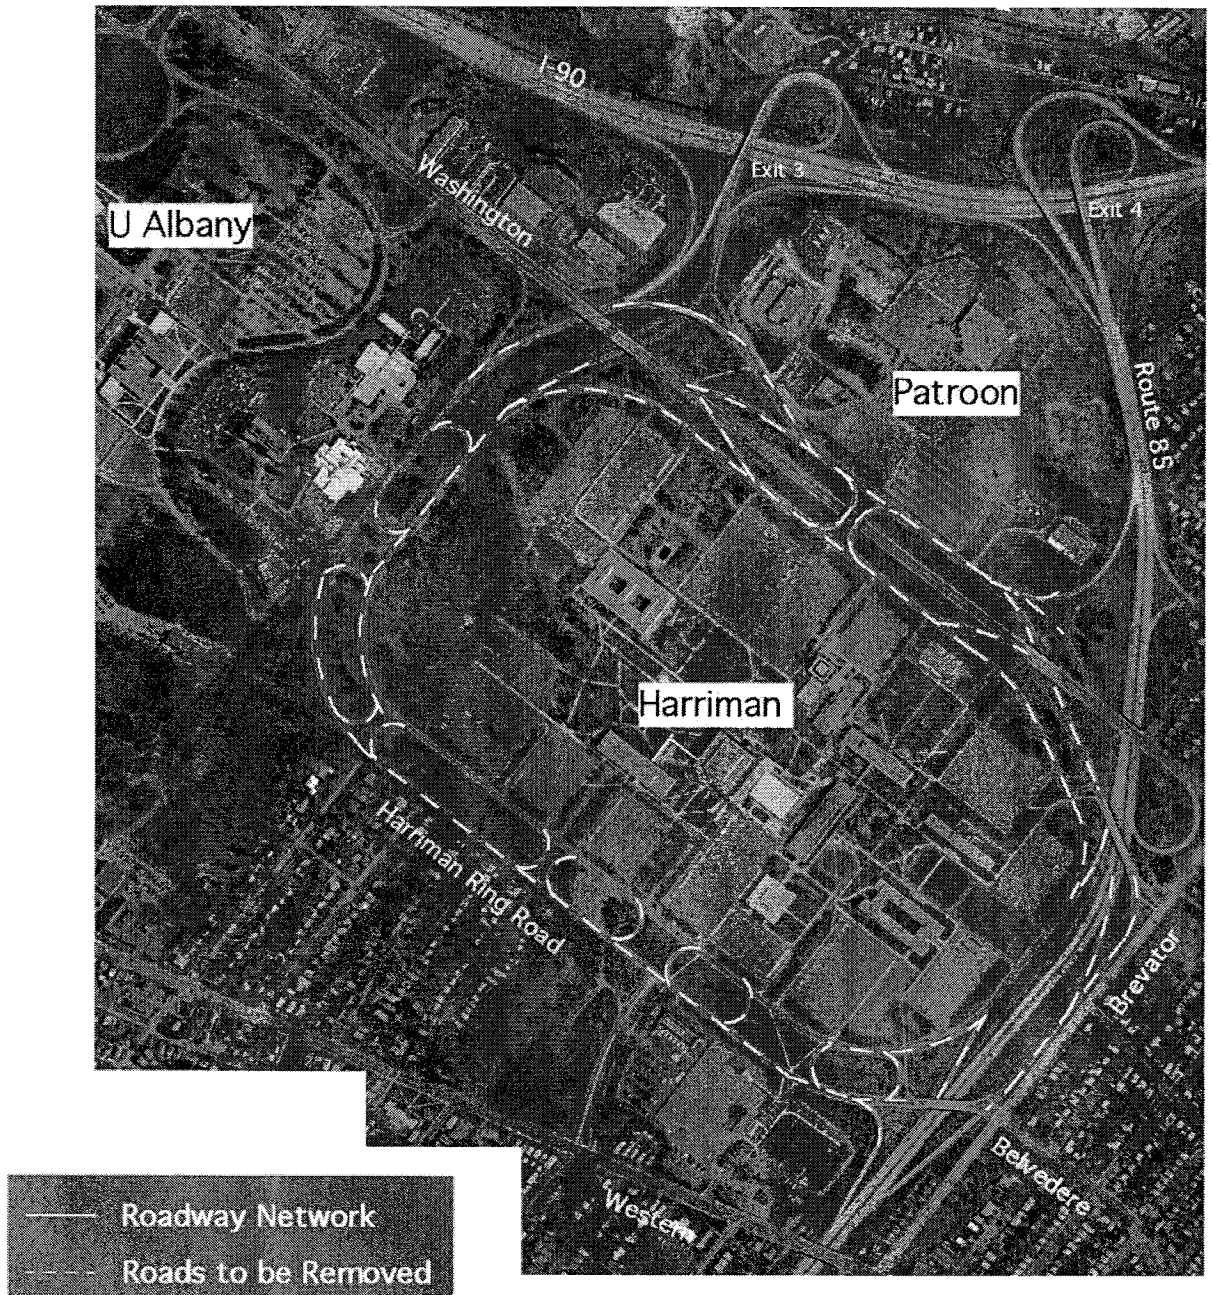 I-90
Exit 3
Washington
Exit 4
U Albany
Route 85
Patroon
Harriman
Harriman Ring Road
Brevator
Belvedere
Western
Roadway Network
Roads to be Removed